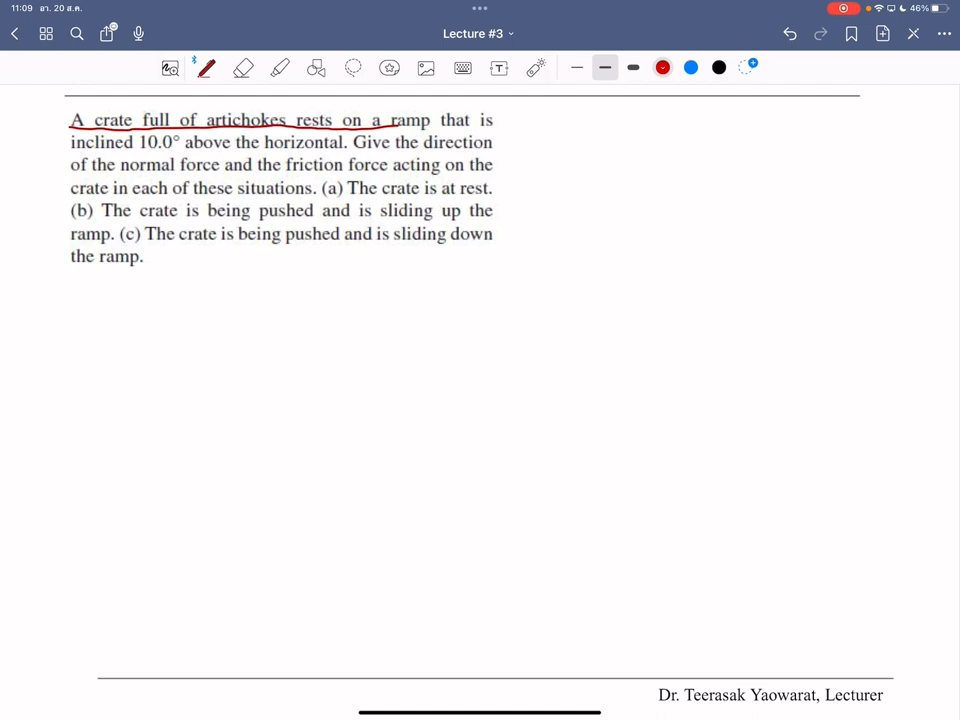 11:09 อา. 20 ส.ค.
46%
Lecture #3
T
A crate full of artichokes rests on a ramp that is
inclined 10.0° above the horizontal. Give the direction
of the normal force and the friction force acting on the
crate in each of these situations. (a) The crate is at rest.
(b) The crate is being pushed and is sliding up the
ramp. (c) The crate is being pushed and is sliding down
the ramp.
Dr. Teerasak Yaowarat, Lecturer